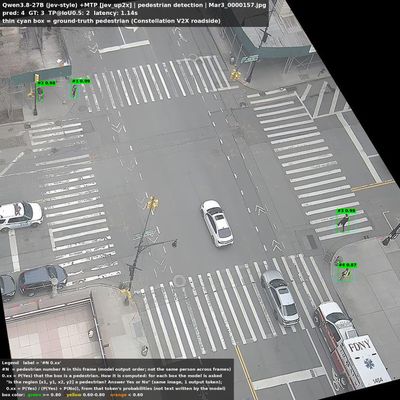 Qwen3.8-27B (jev-style) +MTP [jev_up2x] | pedestrian detection | Mar3_0000157.jpg
pred: 4  GT: 3  TP@IoU0.5: 2  latency 1.14s
thin cyan box = ground-truth pedestrian (Constellation V2X roadside)
FDNY
1404
Legend  label = '#N 0.xx'
#N = pedestrian number N in this frame (model output order; not the same person across frames)
0.xx = P(Yes) that the box is a pedestrian. How it is computed: for each box the model is asked
"Is the region [x1, y1, x2, y2] a pedestrian? Answer Yes or No" (same image, 1 output token);
0.xx = P(Yes) / (P(Yes) + P(No)), from that token's probabilities (not text written by the model)
box color: green >= 0.80  yellow 0.60-0.80  orange < 0.60